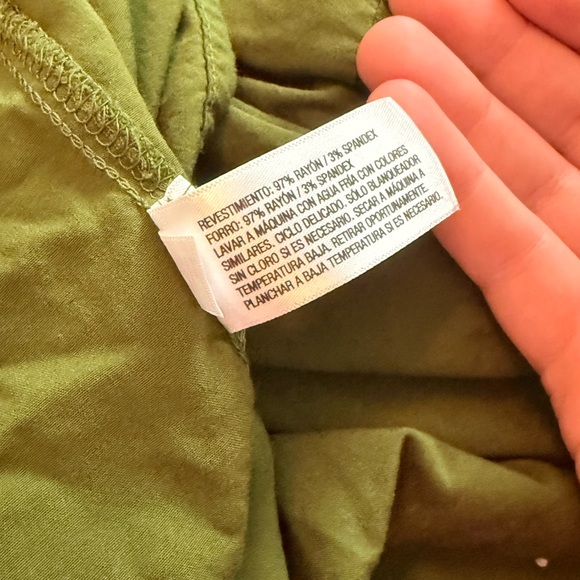 REVESTIMIENTO: 97% RAYÓN / 3% SPANDEX
FORRO: 97% RAYÓN / 3% SPANDEX
LAVAR A MÁQUINA CON AGUA FRÍA CON COLORES
SIMILARES. CICLO DELICADO. SÓLO BLANQUEADOR
SIN CLORO SI ES NECESARIO. SECAR A MÁQUINA A
TEMPERATURA BAJA. RETIRAR OPORTUNAMENTE.
PLANCHAR A BAJA TEMPERATURA SI ES NECESARIO.